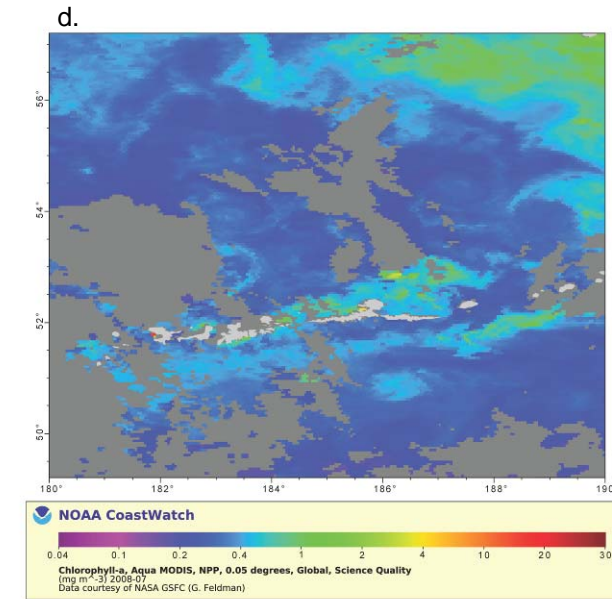 d.
56°
54°
52°
50°
180° 182° 184° 186° 188° 190
NOAA CoastWatch
0.04 0.1 0.2 0.4 1 2 4 10 20 30
Chlorophyll-a, Aqua MODIS, NPP, 0.05 degrees, Global, Science Quality
(mg m^-3) 2008-07
Data courtesy of NASA GSFC (G. Feldman)